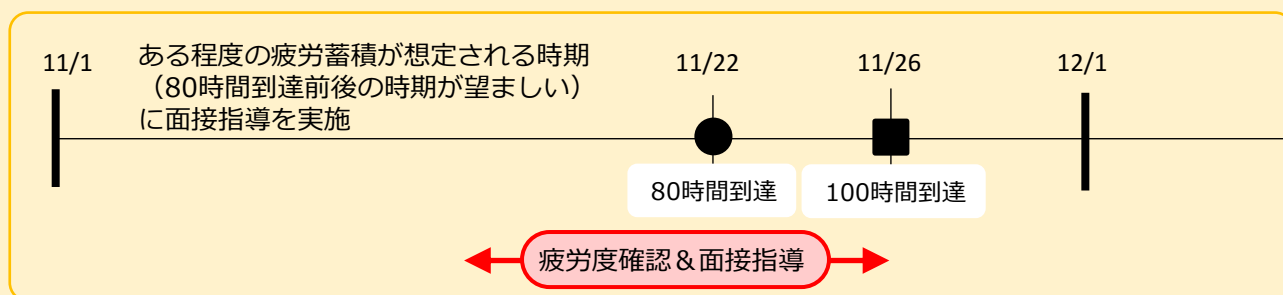 11/1
ある程度の疲労蓄積が想定される時期
（80時間到達前後の時期が望ましい）
に面接指導を実施
11/22
11/26
12/1
80時間到達
100時間到達
疲労度確認＆面接指導